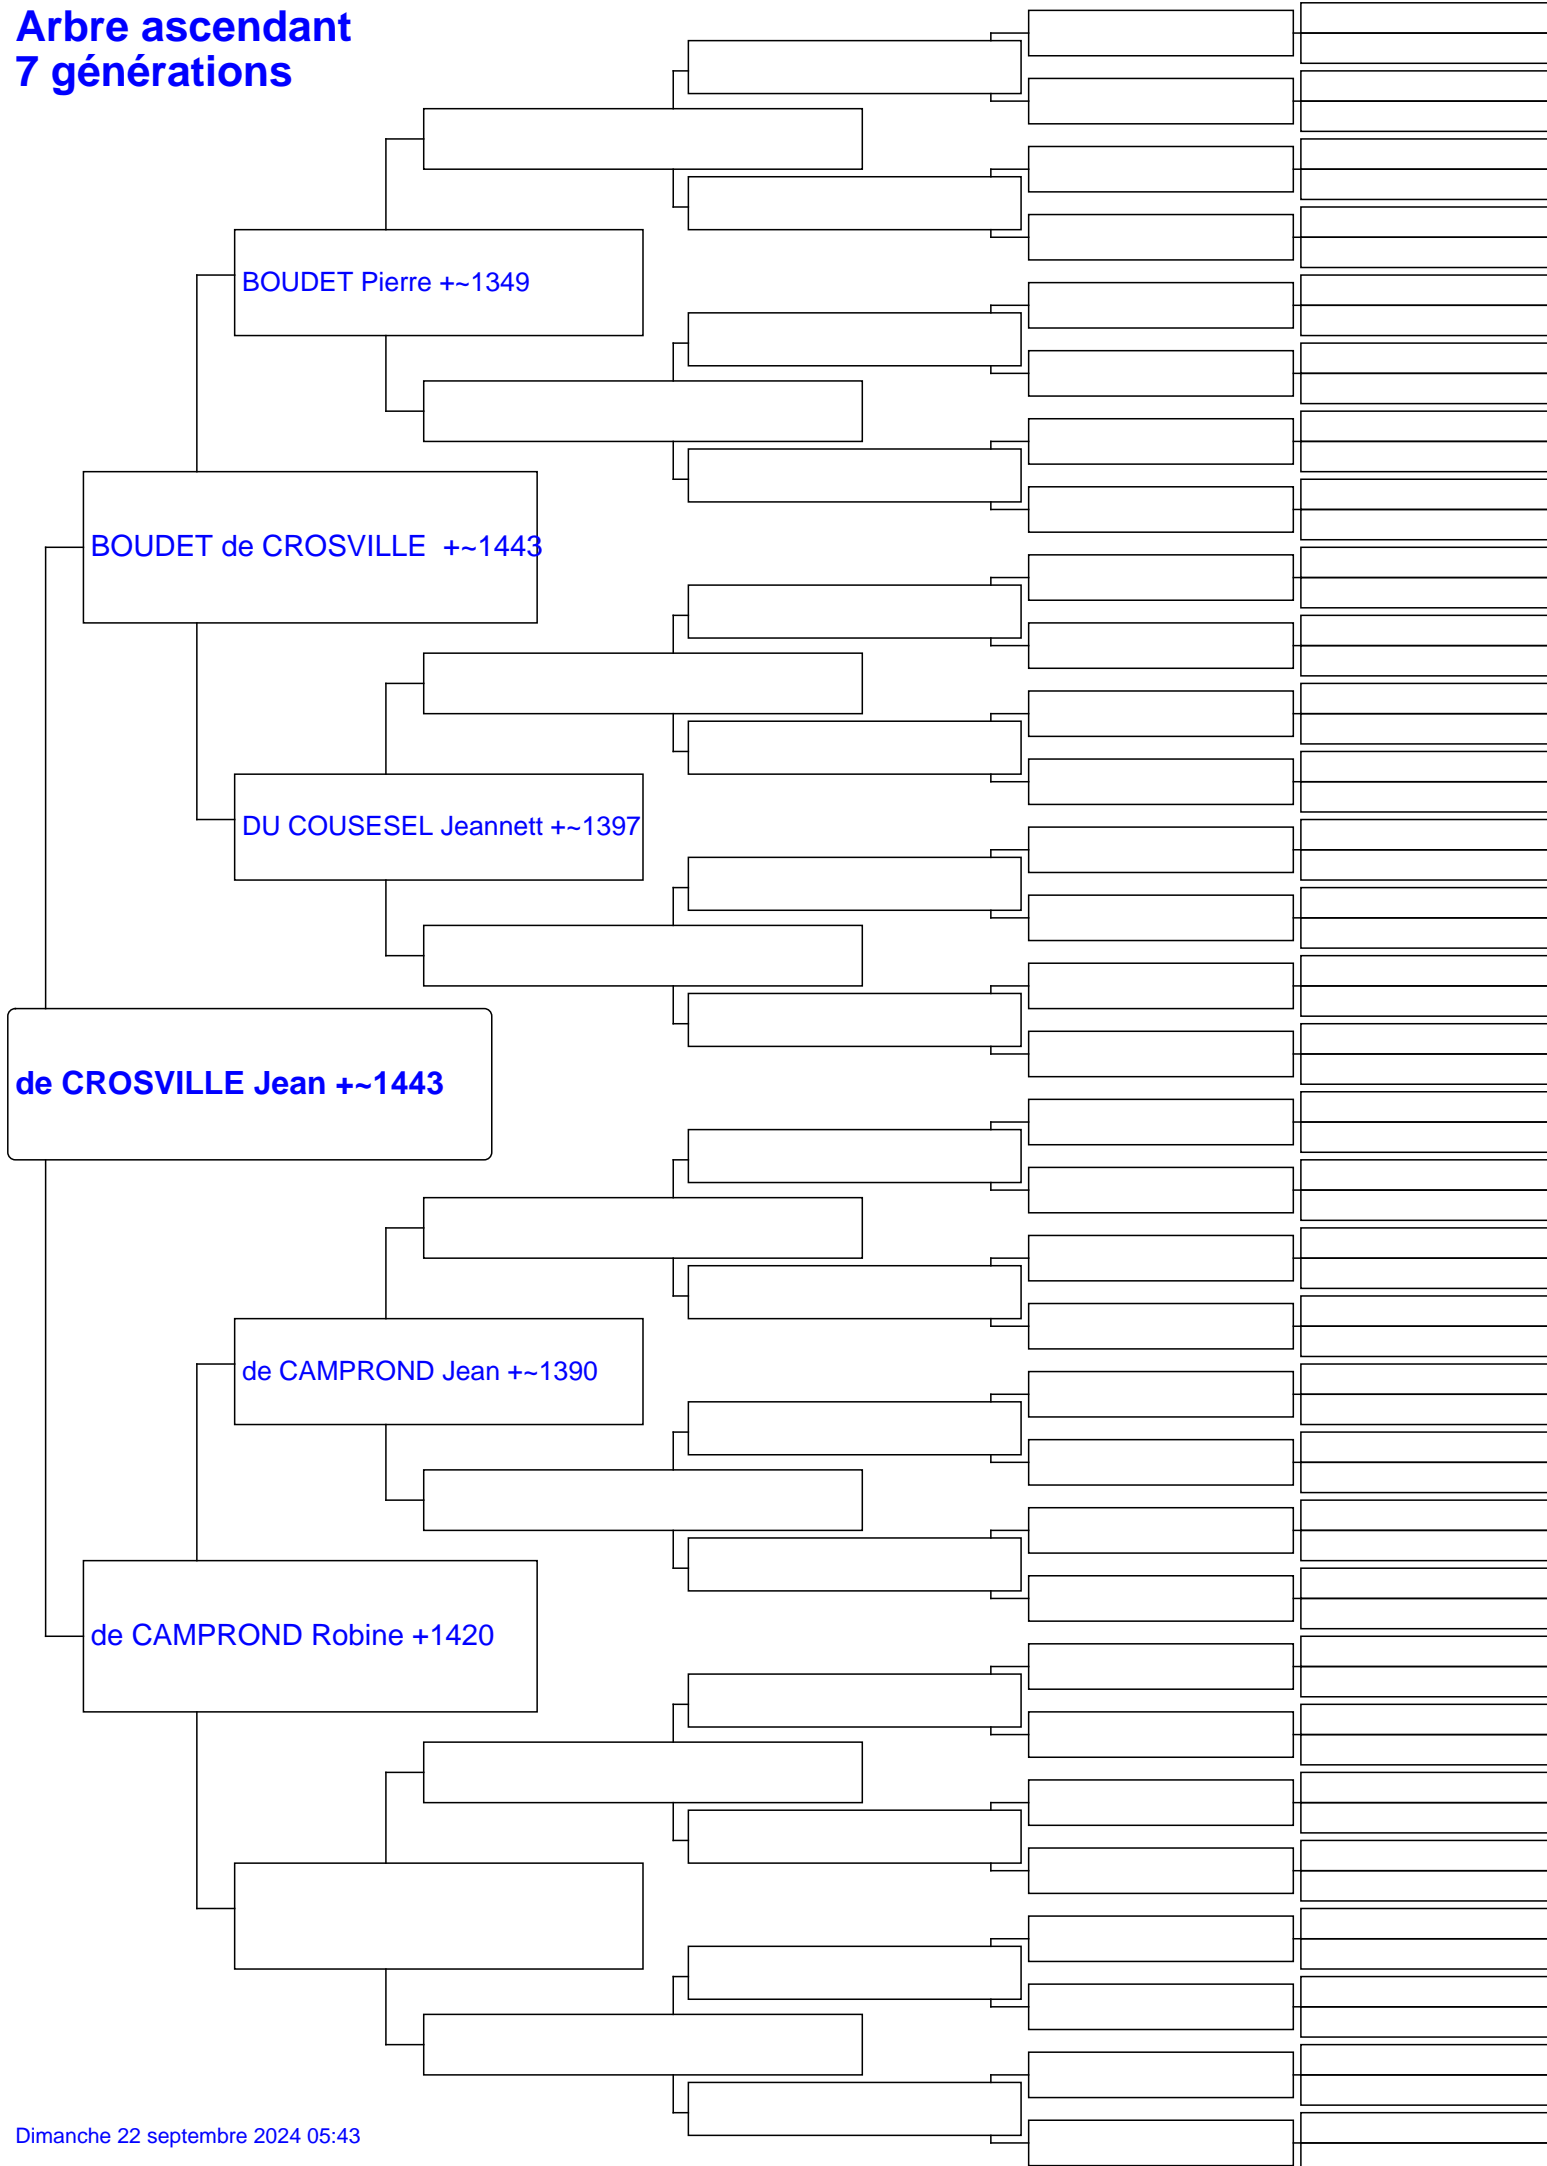 Arbre ascendant
7 générations
BOUDET Pierre +~1349
BOUDET de CROSVILLE  +~1443
DU COUSESEL Jeannett +~1397
de CROSVILLE Jean +~1443
de CAMPROND Jean +~1390
de CAMPROND Robine +1420
Dimanche 22 septembre 2024 05:43